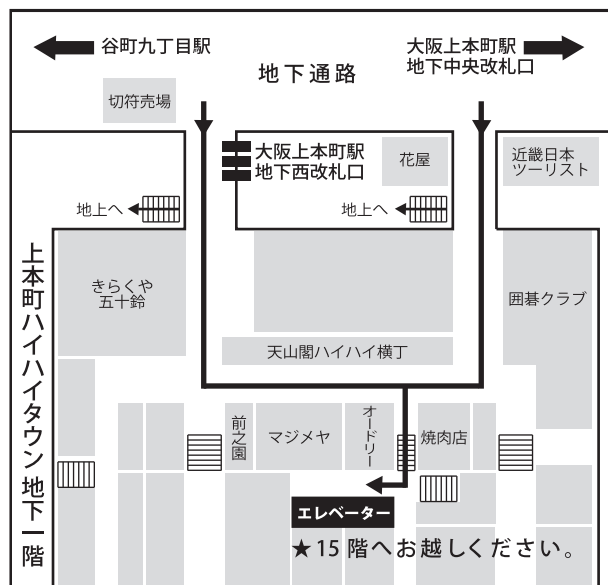 谷町九丁目駅
大阪上本町駅
地下中央改札口
地下通路
切符売場
大阪上本町駅
地下西改札口
花屋
近畿日本
ツーリスト
地上へ
地上へ
上本町ハイハイタウン 地下一階
きらくや
五十鈴
囲碁クラブ
天山閣ハイハイ横丁
前之園
マジメヤ
オードリー
焼肉店
エレベーター
★15 階へお越しください。